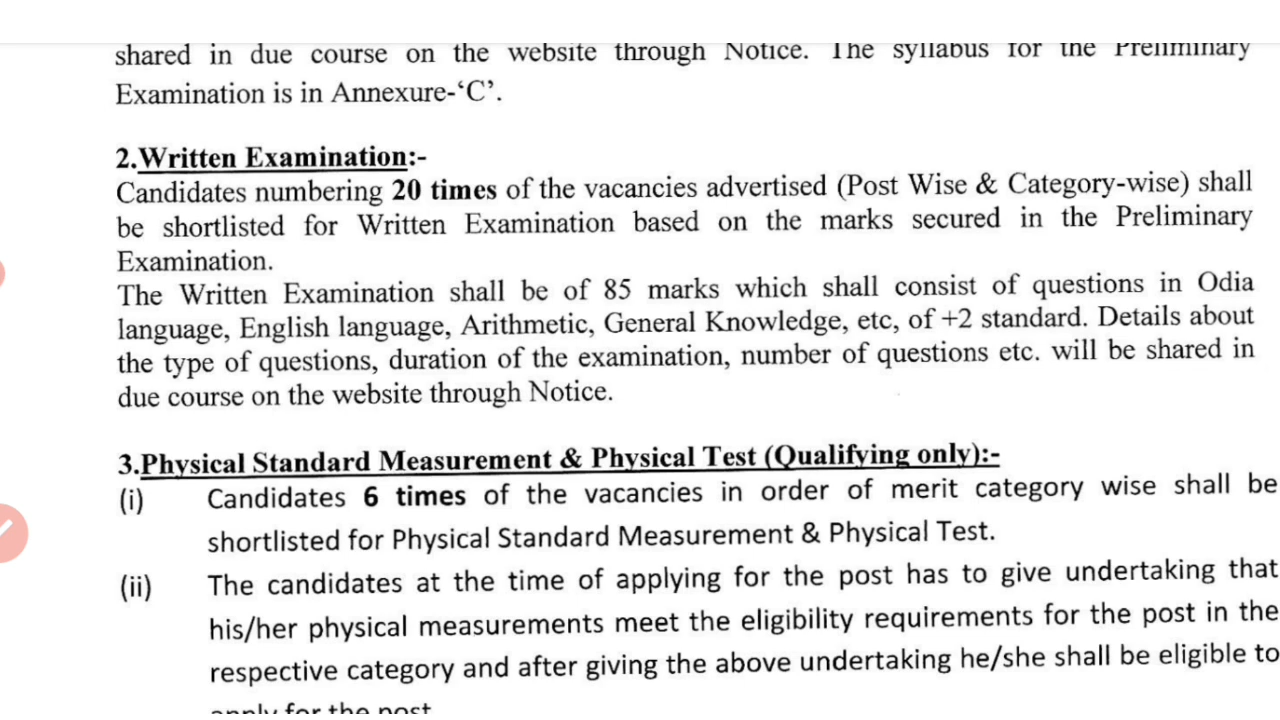 shared in due course on the website through Notice. The syllabus for the Preliminary
Examination is in Annexure-‘C’.
2.Written Examination:-
Candidates numbering 20 times of the vacancies advertised (Post Wise & Category-wise) shall
be shortlisted for Written Examination based on the marks secured in the Preliminary
Examination.
The Written Examination shall be of 85 marks which shall consist of questions in Odia
language, English language, Arithmetic, General Knowledge, etc, of +2 standard. Details about
the type of questions, duration of the examination, number of questions etc. will be shared in
due course on the website through Notice.
3.Physical Standard Measurement & Physical Test (Qualifying only):-
(i) Candidates 6 times of the vacancies in order of merit category wise shall be
shortlisted for Physical Standard Measurement & Physical Test.
(ii) The candidates at the time of applying for the post has to give undertaking that
his/her physical measurements meet the eligibility requirements for the post in the
respective category and after giving the above undertaking he/she shall be eligible to
apply for the post